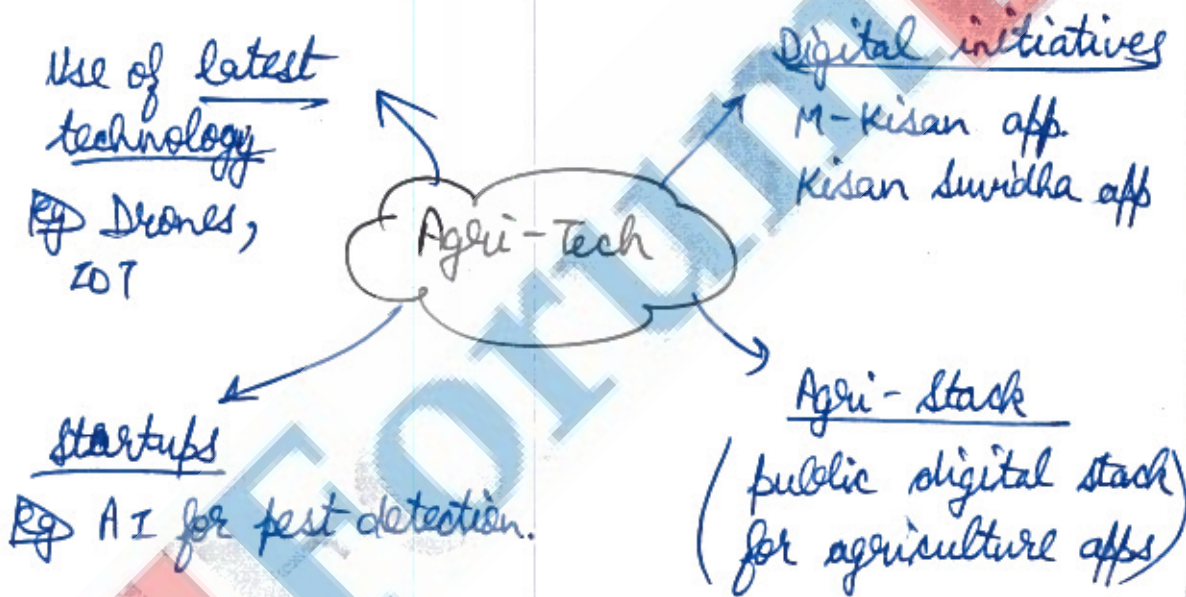 Use of latest
technology
Eg Drones,
IOT
Digital initiatives
M-Kisan app.
Kisan Suvidha app
Agri-Tech
Startups
Eg AI for pest detection.
Agri-Stack
(public digital stack
for agriculture apps)
Forum